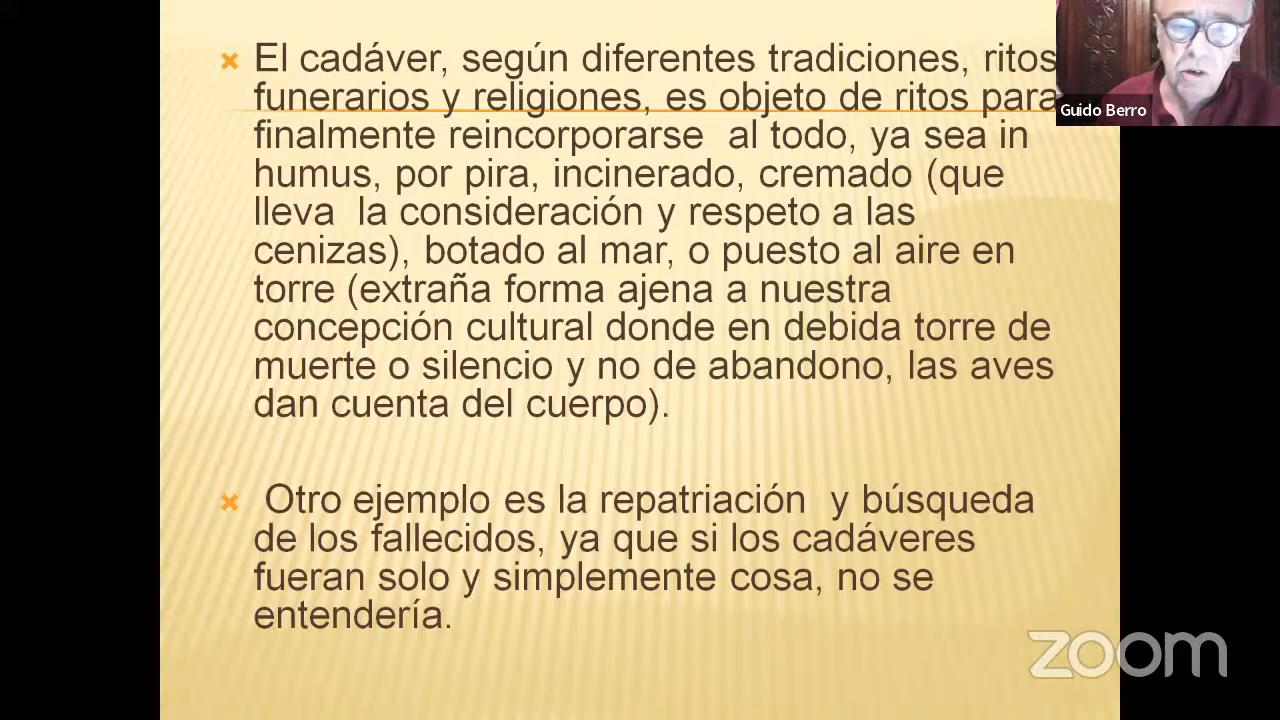 El cadáver, según diferentes tradiciones, ritos
funerarios y religiones, es objeto de ritos para
finalmente reincorporarse al todo, ya sea in
humus, por pira, incinerado, cremado (que
lleva la consideración y respeto a las
cenizas), botado al mar, o puesto al aire en
torre (extraña forma ajena a nuestra
concepción cultural donde en debida torre de
muerte o silencio y no de abandono, las aves
dan cuenta del cuerpo).
Otro ejemplo es la repatriación y búsqueda
de los fallecidos, ya que si los cadáveres
fueran solo y simplemente cosa, no se
entendería.
Guido Berro
zoom